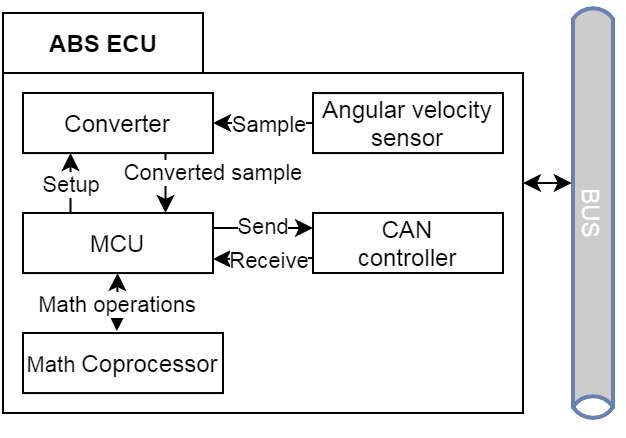 ABS ECU
Converter
Sample
Angular velocity
sensor
Setup
Converted sample
MCU
Send
Receive
CAN
controller
Math operations
Math Coprocessor
BUS